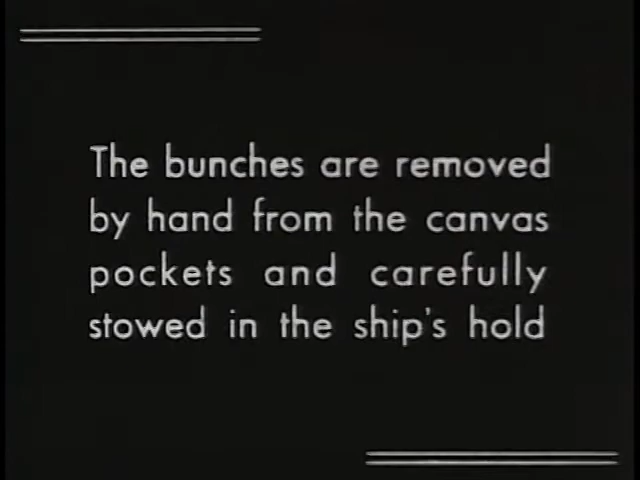 The bunches are removed
by hand from the canvas
pockets and carefully
stowed in the ship's hold